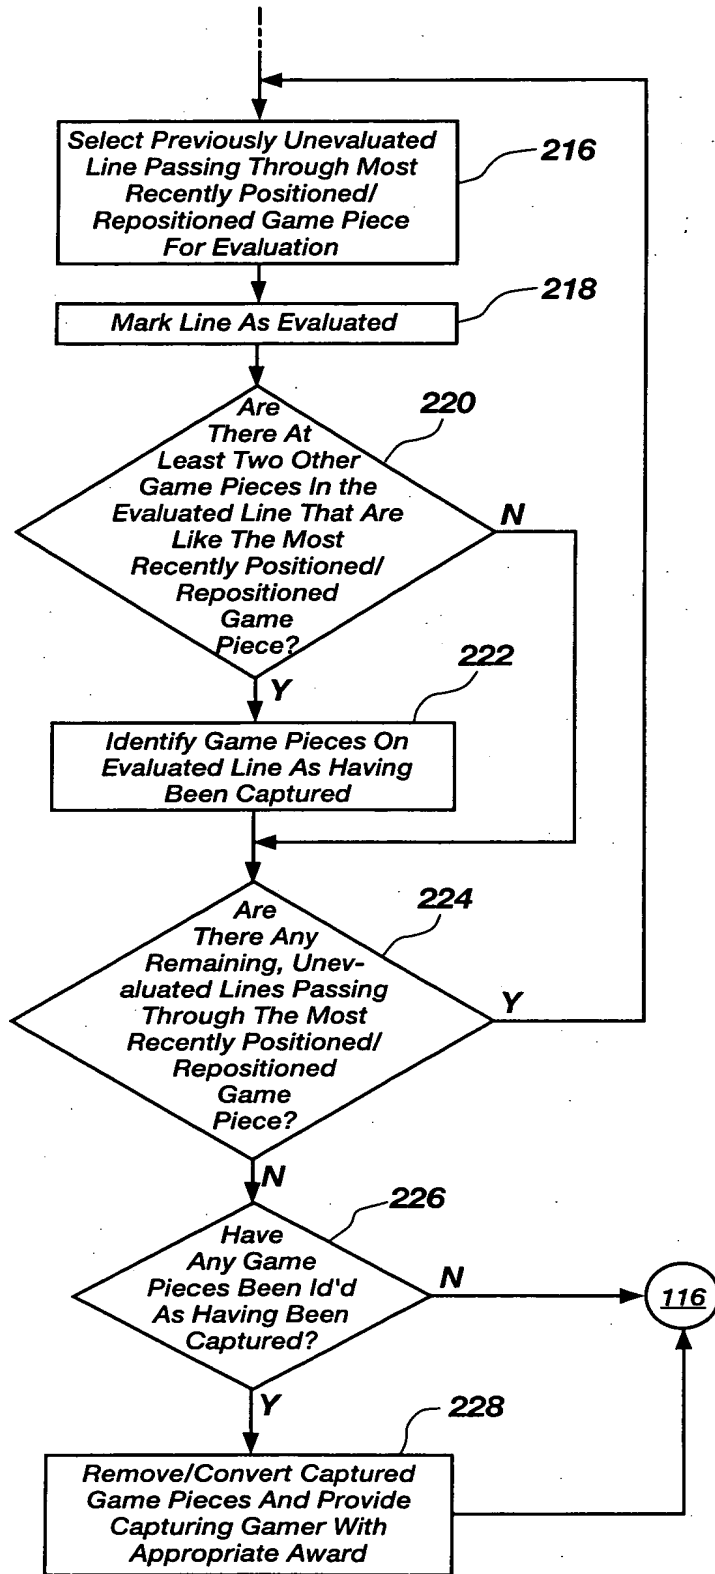 Select Previously Unevaluated
Line Passing Through Most
Recently Positioned/
Repositioned Game Piece
For Evaluation
216
218
Mark Line As Evaluated
220
Are
There At
Least Two Other
Game Pieces In the
Evaluated Line That Are
Like The Most
Recently Positioned/
Repositioned
Game
Piece?
N
Y
222
Identify Game Pieces On
Evaluated Line As Having
Been Captured
224
Are
There Any
Remaining, Unev-
aluated Lines Passing
Through The Most
Recently Positioned/
Repositioned
Game
Piece?
Y
N
226
Have
Any Game
Pieces Been Id'd
As Having Been
Captured?
N
116
Y
228
Remove/Convert Captured
Game Pieces And Provide
Capturing Gamer With
Appropriate Award